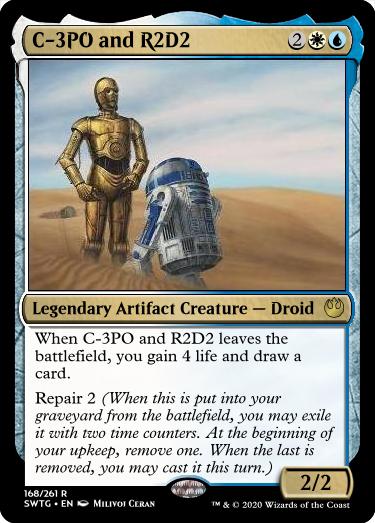 C-3PO and R2D2 2
Legendary Artifact Creature — Droid
When C-3PO and R2D2 leaves the
battlefield, you gain 4 life and draw a
card.
Repair 2 (When this is put into your
graveyard from the battlefield, you may exile
it with two time counters. At the beginning of
your upkeep, remove one. When the last is
removed, you may cast it this turn.)
2/2
168/261 R
SWTG • EN Milivoj Ceran
™ & © 2020 Wizards of the Coast